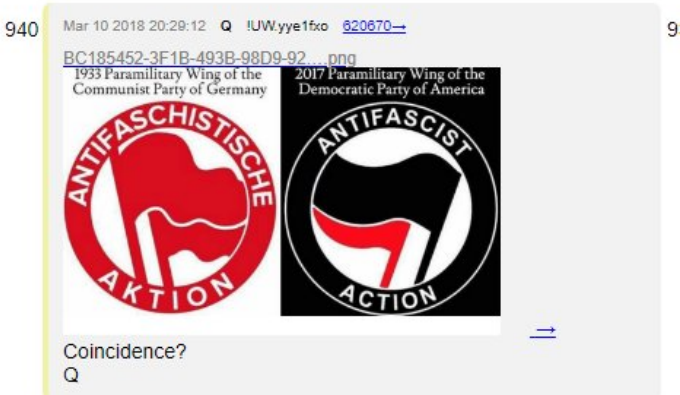 940
Mar 10 2018 20:29:12 Q !UW.yye1fxo 620670→
9
BC185452-3F1B-493B-98D9-92....png
1933 Paramilitary Wing of the
Communist Party of Germany
2017 Paramilitary Wing of the
Democratic Party of America
ANTIFASCHISTISCHE
AKTION
ANTIFASCIST
ACTION
→
Coincidence?
Q